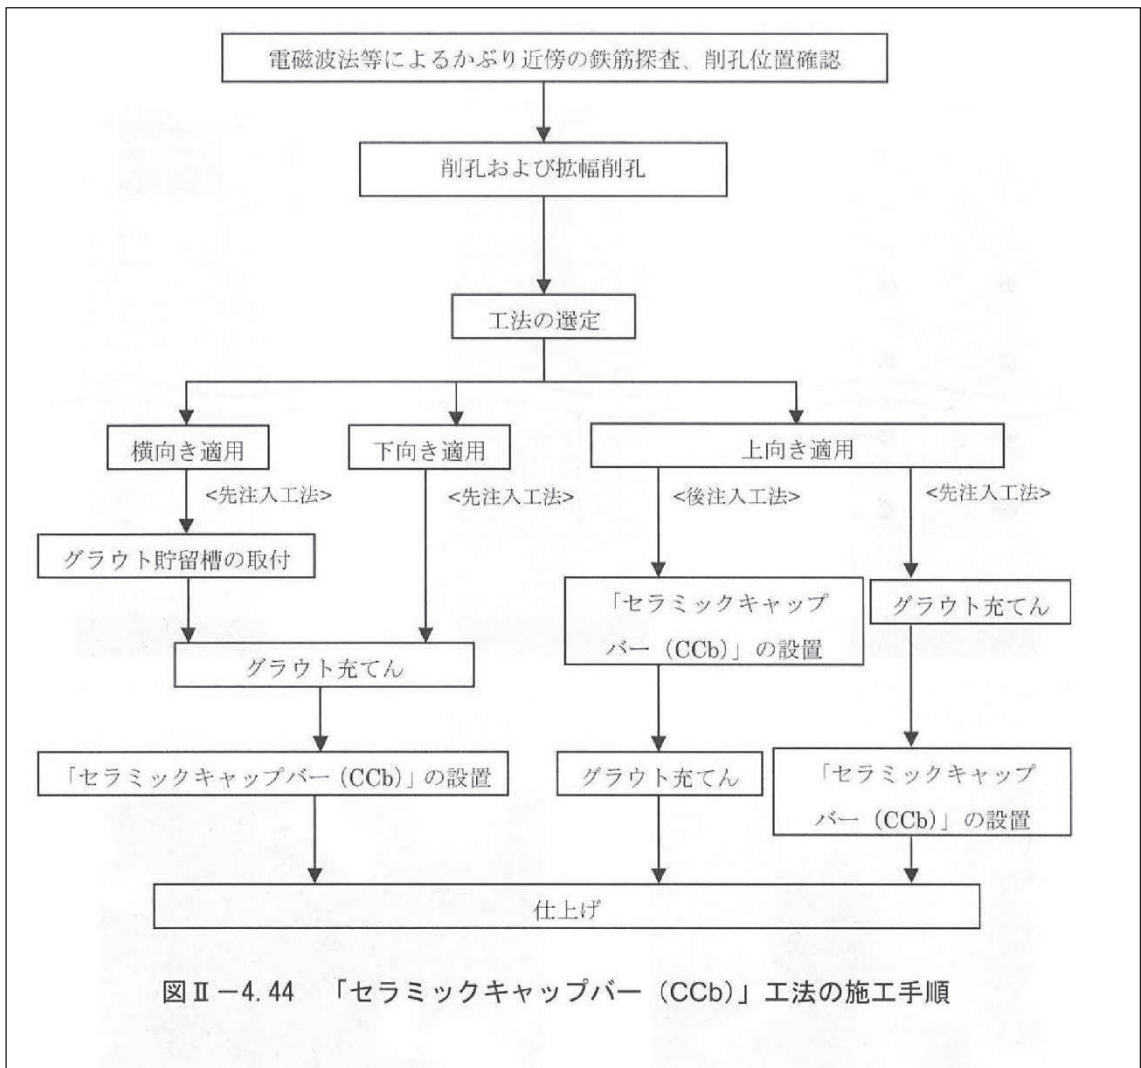 電磁波法等によるかぶり近傍の鉄筋探査、削孔位置確認
削孔および拡幅削孔
工法の選定
横向き適用
下向き適用
上向き適用
<先注入工法>
<先注入工法>
<後注入工法>
<先注入工法>
グラウト貯留槽の取付
「セラミックキャップ
バー（CCb）」の設置
グラウト充てん
グラウト充てん
「セラミックキャップバー（CCb）」の設置
グラウト充てん
「セラミックキャップ
バー（CCb）」の設置
仕上げ
図Ⅱ－4.44　「セラミックキャップバー（CCb）」工法の施工手順